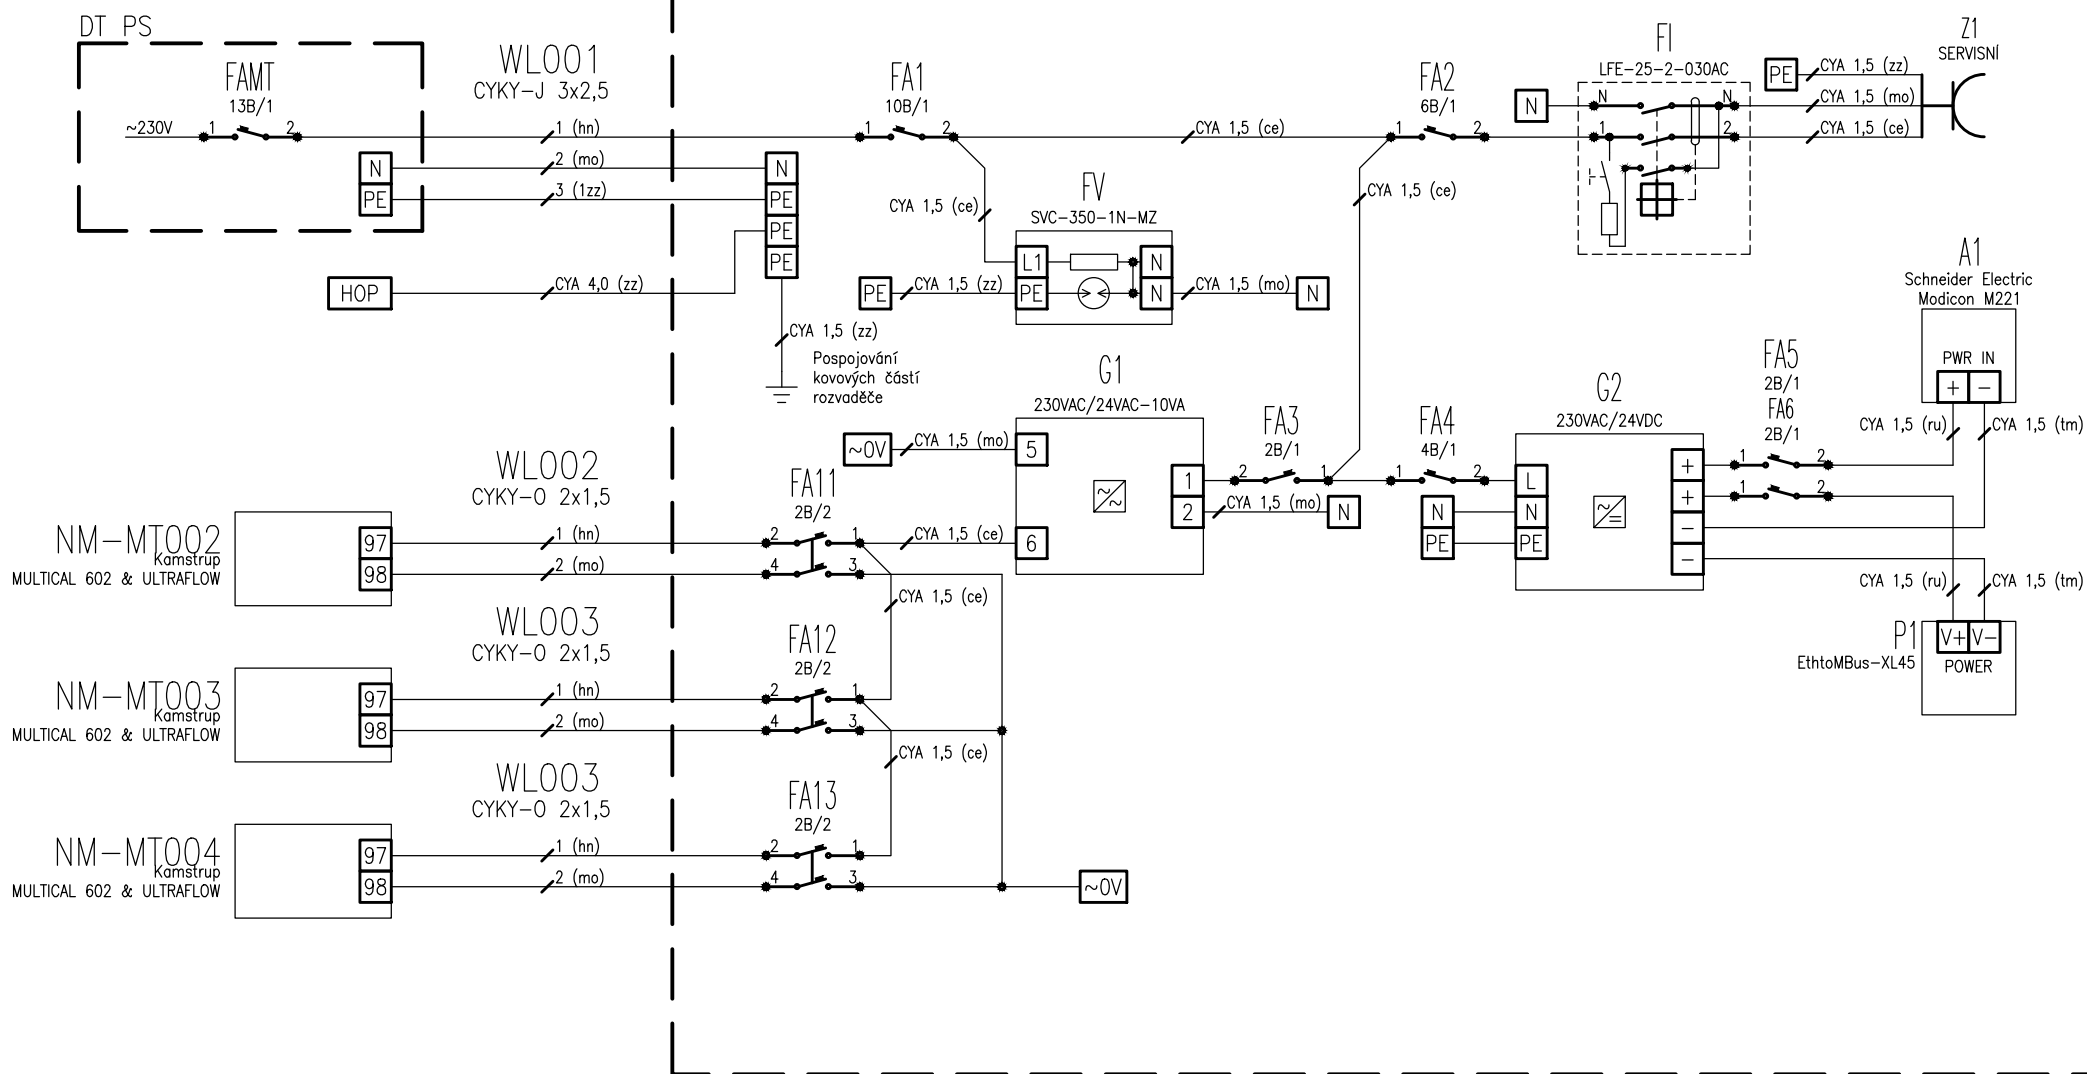 DT PS
FAMT
13B/1
~230V
1
2
N
PE
WL001
CYKY-J 3x2,5
1 (hn)
2 (mo)
3 (1zz)
HOP
CYA 4,0 (zz)
N
PE
PE
PE
CYA 1,5 (zz)
Pospojování
kovových částí
rozvaděče
FA1
10B/1
1
2
CYA 1,5 (ce)
CYA 1,5 (ce)
FV
SVC-350-1N-MZ
L1
N
PE
N
PE
CYA 1,5 (zz)
CYA 1,5 (mo)
N
FA2
6B/1
1
2
CYA 1,5 (ce)
FI
LFE-25-2-030AC
N
N
N
1
2
PE
CYA 1,5 (zz)
CYA 1,5 (mo)
CYA 1,5 (ce)
Z1
SERVISNÍ
G1
230VAC/24VAC-10VA
~0V
CYA 1,5 (mo)
5
6
1
2
CYA 1,5 (ce)
FA3
2B/1
2
1
CYA 1,5 (mo)
N
FA4
4B/1
1
2
N
PE
G2
230VAC/24VDC
L
N
PE
+
+
-
-
FA5
2B/1
FA6
2B/1
1
2
1
2
A1
Schneider Electric
Modicon M221
PWR IN
+
-
CYA 1,5 (ru)
CYA 1,5 (tm)
CYA 1,5 (ru)
CYA 1,5 (tm)
P1
EthtoMBus-XL45
V+
V-
POWER
WL002
CYKY-O 2x1,5
NM-MT002
Kamstrup
MULTICAL 602 & ULTRAFLOW
97
98
1 (hn)
2 (mo)
FA11
2B/2
2
1
4
3
CYA 1,5 (ce)
WL003
CYKY-O 2x1,5
NM-MT003
Kamstrup
MULTICAL 602 & ULTRAFLOW
97
98
1 (hn)
2 (mo)
FA12
2B/2
2
1
4
3
CYA 1,5 (ce)
WL003
CYKY-O 2x1,5
NM-MT004
Kamstrup
MULTICAL 602 & ULTRAFLOW
97
98
1 (hn)
2 (mo)
FA13
2B/2
2
1
4
3
~0V